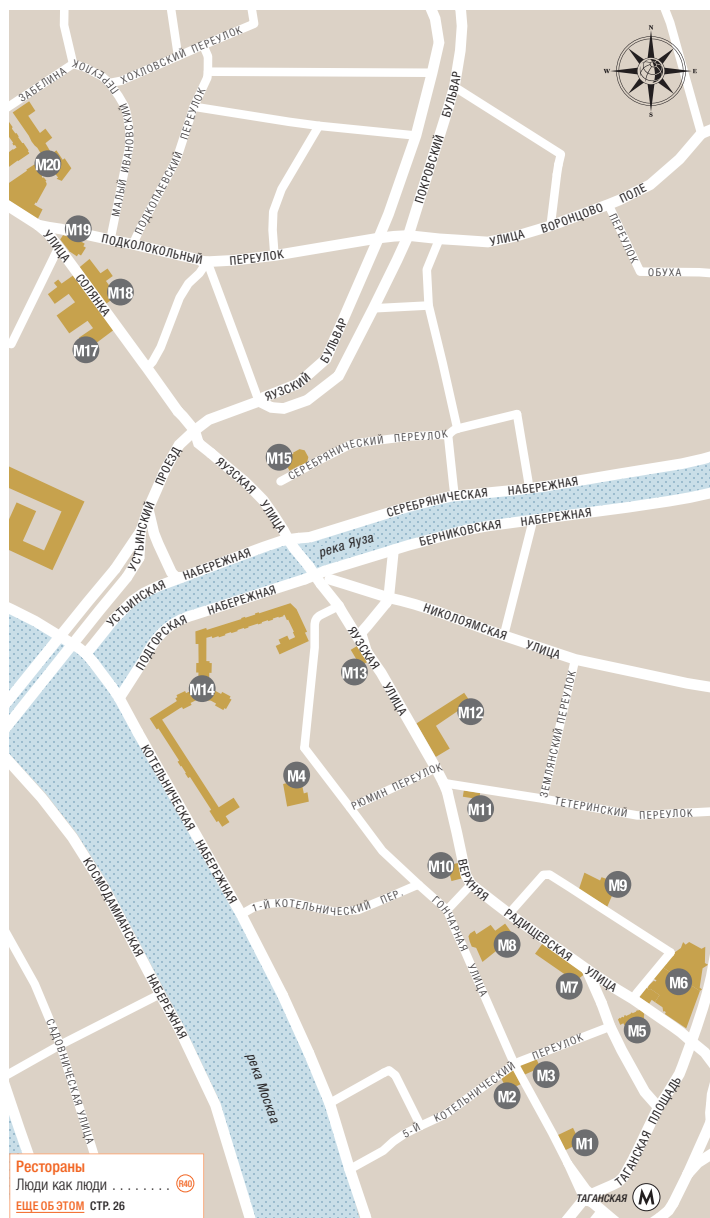 ЗАБЕЛИНА
ХОХЛОВСКИЙ ПЕРЕУЛОК
ПЕРЕУЛОК
МАЛЫЙ ИВАНОВСКИЙ
ПОДКОПАЕВСКИЙ ПЕРЕУЛОК
ПОКРОВСКИЙ БУЛЬВАР
N
W
E
S
M20
M19
ПОДКОЛОКОЛЬНЫЙ ПЕРЕУЛОК
УЛИЦА ВОРОНЦОВО ПОЛЕ
ПЕРЕУЛОК
ОБУХА
УЛИЦА СОЛЯНКА
M18
M17
ЯУЗСКИЙ БУЛЬВАР
M15
СЕРЕБРЯНИЧЕСКИЙ ПЕРЕУЛОК
УСТЬИНСКИЙ ПРОЕЗД
ЯУЗСКАЯ УЛИЦА
СЕРЕБРЯНИЧЕСКАЯ НАБЕРЕЖНАЯ
река Яуза
БЕРНИКОВСКАЯ НАБЕРЕЖНАЯ
УСТЬИНСКАЯ НАБЕРЕЖНАЯ
ПОДГОРСКАЯ НАБЕРЕЖНАЯ
НИКОЛОЯМСКАЯ УЛИЦА
ЯУЗСКАЯ УЛИЦА
M13
M14
M12
ЗЕМЛЯНСКИЙ ПЕРЕУЛОК
M4
РЮМИН ПЕРЕУЛОК
M11
ТЕТЕРИНСКИЙ ПЕРЕУЛОК
КОТЕЛЬНИЧЕСКАЯ НАБЕРЕЖНАЯ
КОСМОДАМИАНСКАЯ НАБЕРЕЖНАЯ
M10
M9
1-Й КОТЕЛЬНИЧЕСКИЙ ПЕР.
ГОНЧАРНАЯ УЛИЦА
ВЕРХНЯЯ РАДИЩЕВСКАЯ УЛИЦА
M8
M7
M6
M5
САДОВНИЧЕСКАЯ УЛИЦА
река Москва
5-Й КОТЕЛЬНИЧЕСКИЙ ПЕРЕУЛОК
M3
M2
M1
ТАГАНСКАЯ ПЛОЩАДЬ
ТАГАНСКАЯ М
Рестораны
Люди как люди . . . . . . . . R40
ЕЩЕ ОБ ЭТОМ СТР. 26